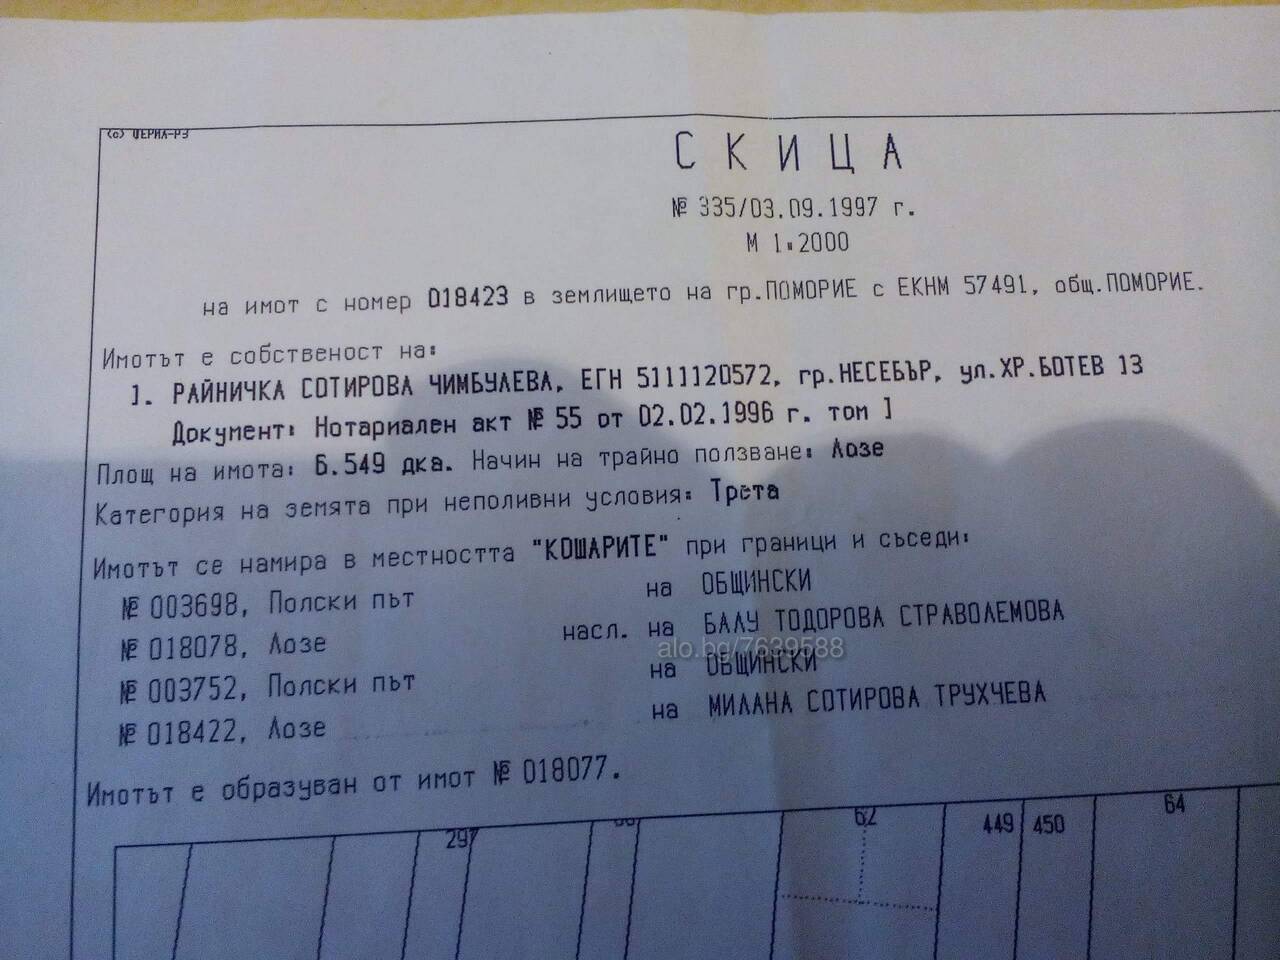 (c) ФЕРМА-РЗ
СКИЦА
№ 335/03.09.1997 г.
М 1:2000
на имот с номер 018423 в землището на гр.ПОМОРИЕ с ЕКНМ 57491, общ.ПОМОРИЕ.
Имотът е собственост на:
1. РАЙНИЧКА СОТИРОВА ЧИМБУЛЕВА, ЕГН 5111120572, гр.НЕСЕБЪР, ул.ХР.БОТЕВ 13
Документ: Нотариален акт № 55 от 02.02.1996 г. том 1
Площ на имота: 6.549 дка. Начин на трайно ползване: Лозе
Категория на земята при неполивни условия: Трета
Имотът се намира в местността "КОШАРИТЕ" при граници и съседи:
№ 003698, Полски път на ОБЩИНСКИ
№ 018078, Лозе насл. на БАЛУ ТОДОРОВА СТРАВОЛЕМОВА
alo.bg/7639588
№ 003752, Полски път на ОБЩИНСКИ
№ 018422, Лозе на МИЛАНА СОТИРОВА ТРУХЧЕВА
Имотът е образуван от имот № 018077.
297 62 449 450 64